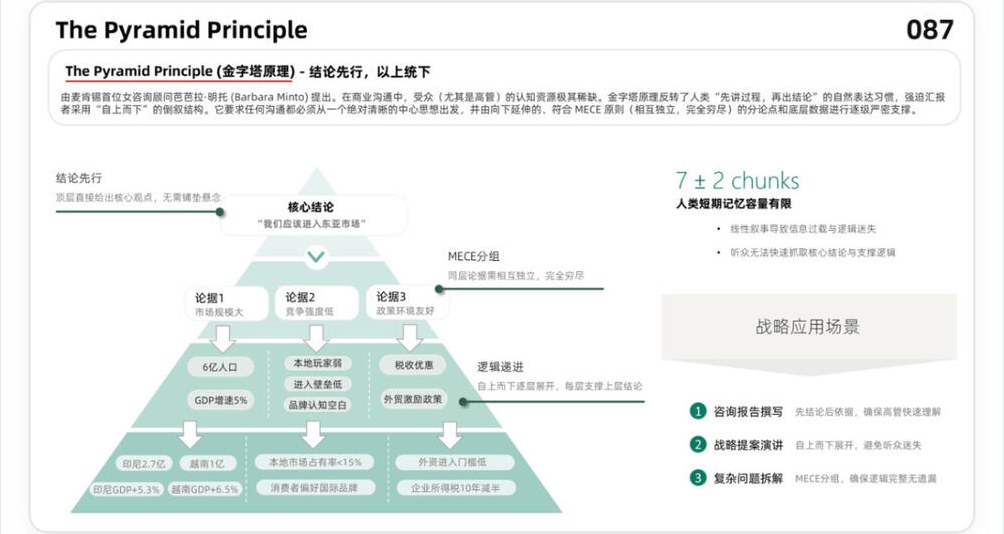 The Pyramid Principle
087
The Pyramid Principle (金字塔原理) - 结论先行，以上统下
由麦肯锡首位女咨询顾问芭芭拉·明托 (Barbara Minto) 提出。在商业沟通中，受众（尤其是高管）的认知资源极其稀缺。金字塔原理反转了人类 “先讲过程，再出结论” 的自然表达习惯，强迫汇报
者采用 “自上而下” 的倒叙结构。它要求任何沟通都必须从一个绝对清晰的中心思想出发，并由向下延伸的、符合 MECE 原则（相互独立，完全穷尽）的分论点和底层数据进行逐级严密支撑。
结论先行
顶层直接给出核心观点，无需铺垫悬念
核心结论
“我们应该进入东亚市场”
MECE分组
同层论据需相互独立，完全穷尽
论据1
市场规模大
论据2
竞争强度低
论据3
政策环境友好
逻辑递进
自上而下逐层展开，每层支撑上层结论
6亿人口
GDP增速5%
本地玩家弱
进入壁垒低
品牌认知空白
税收优惠
外贸激励政策
印尼2.7亿
越南1亿
印尼GDP+5.3%
越南GDP+6.5%
本地市场占有率<15%
消费者偏好国际品牌
外资进入门槛低
企业所得税10年减半
7 ± 2 chunks
人类短期记忆容量有限
• 线性叙事导致信息过载与逻辑迷失
• 听众无法快速抓取核心结论与支撑逻辑
战略应用场景
1 咨询报告撰写 先结论后依据，确保高管快速理解
2 战略提案演讲 自上而下展开，避免听众迷失
3 复杂问题拆解 MECE分组，确保逻辑完整无遗漏